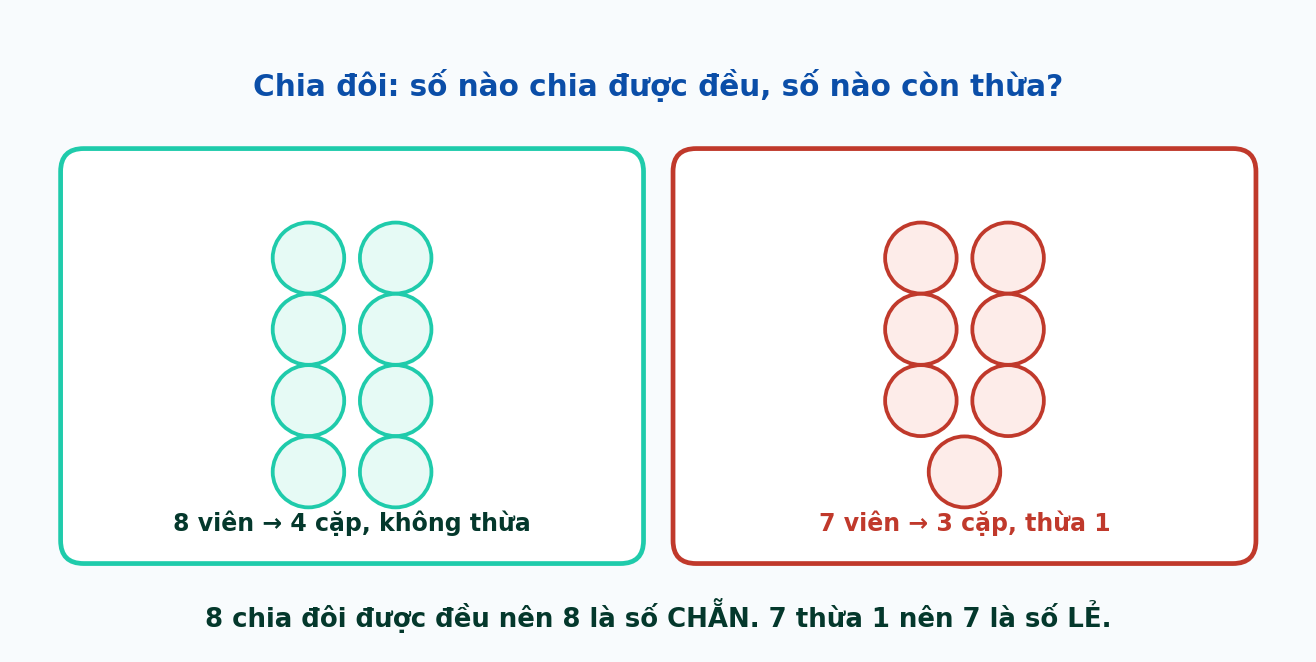 Chia đôi: số nào chia được đều, số nào còn thừa?
8 viên → 4 cặp, không thừa
7 viên → 3 cặp, thừa 1
8 chia đôi được đều nên 8 là số CHẴN. 7 thừa 1 nên 7 là số LẺ.